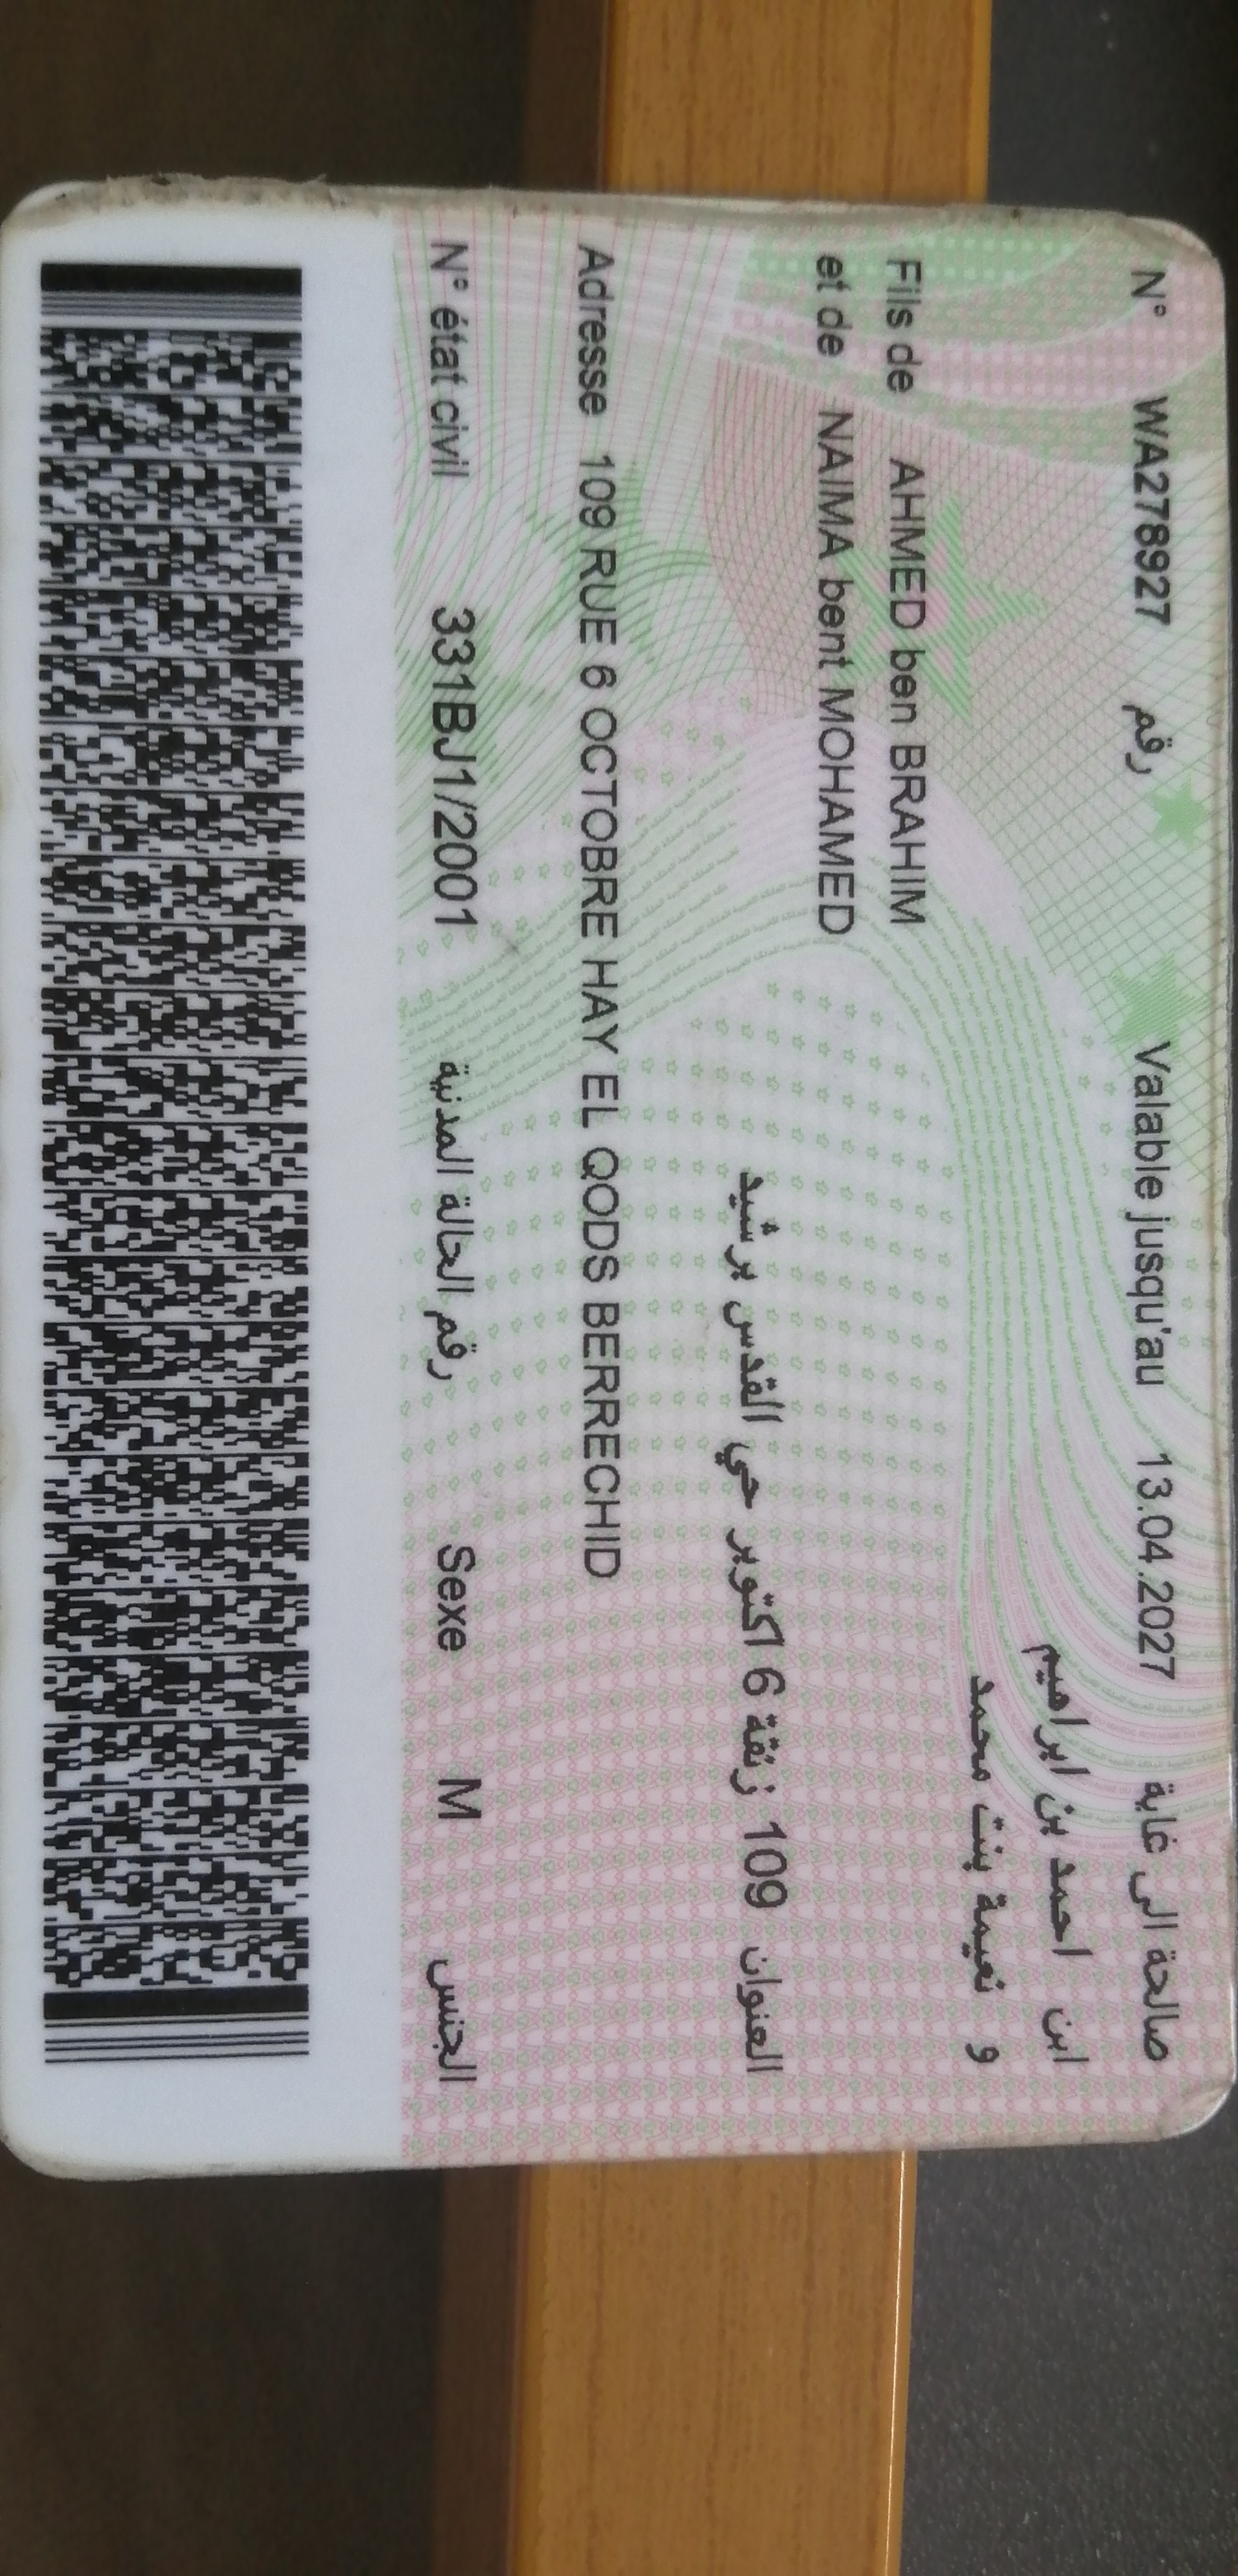 N° WA278927 رقم Valable jusqu'au 13.04.2027 صالحة الى غاية
ابن احمد بن ابراهيم
و نعيمة بنت محمد
Fils de AHMED ben BRAHIM
et de NAIMA bent MOHAMED
العنوان 109 زنقة 6 اكتوبر حي القدس برشيد
Adresse 109 RUE 6 OCTOBRE HAY EL QODS BERRECHID
N° état civil 331BJ1/2001 رقم الحالة المدنية Sexe M الجنس